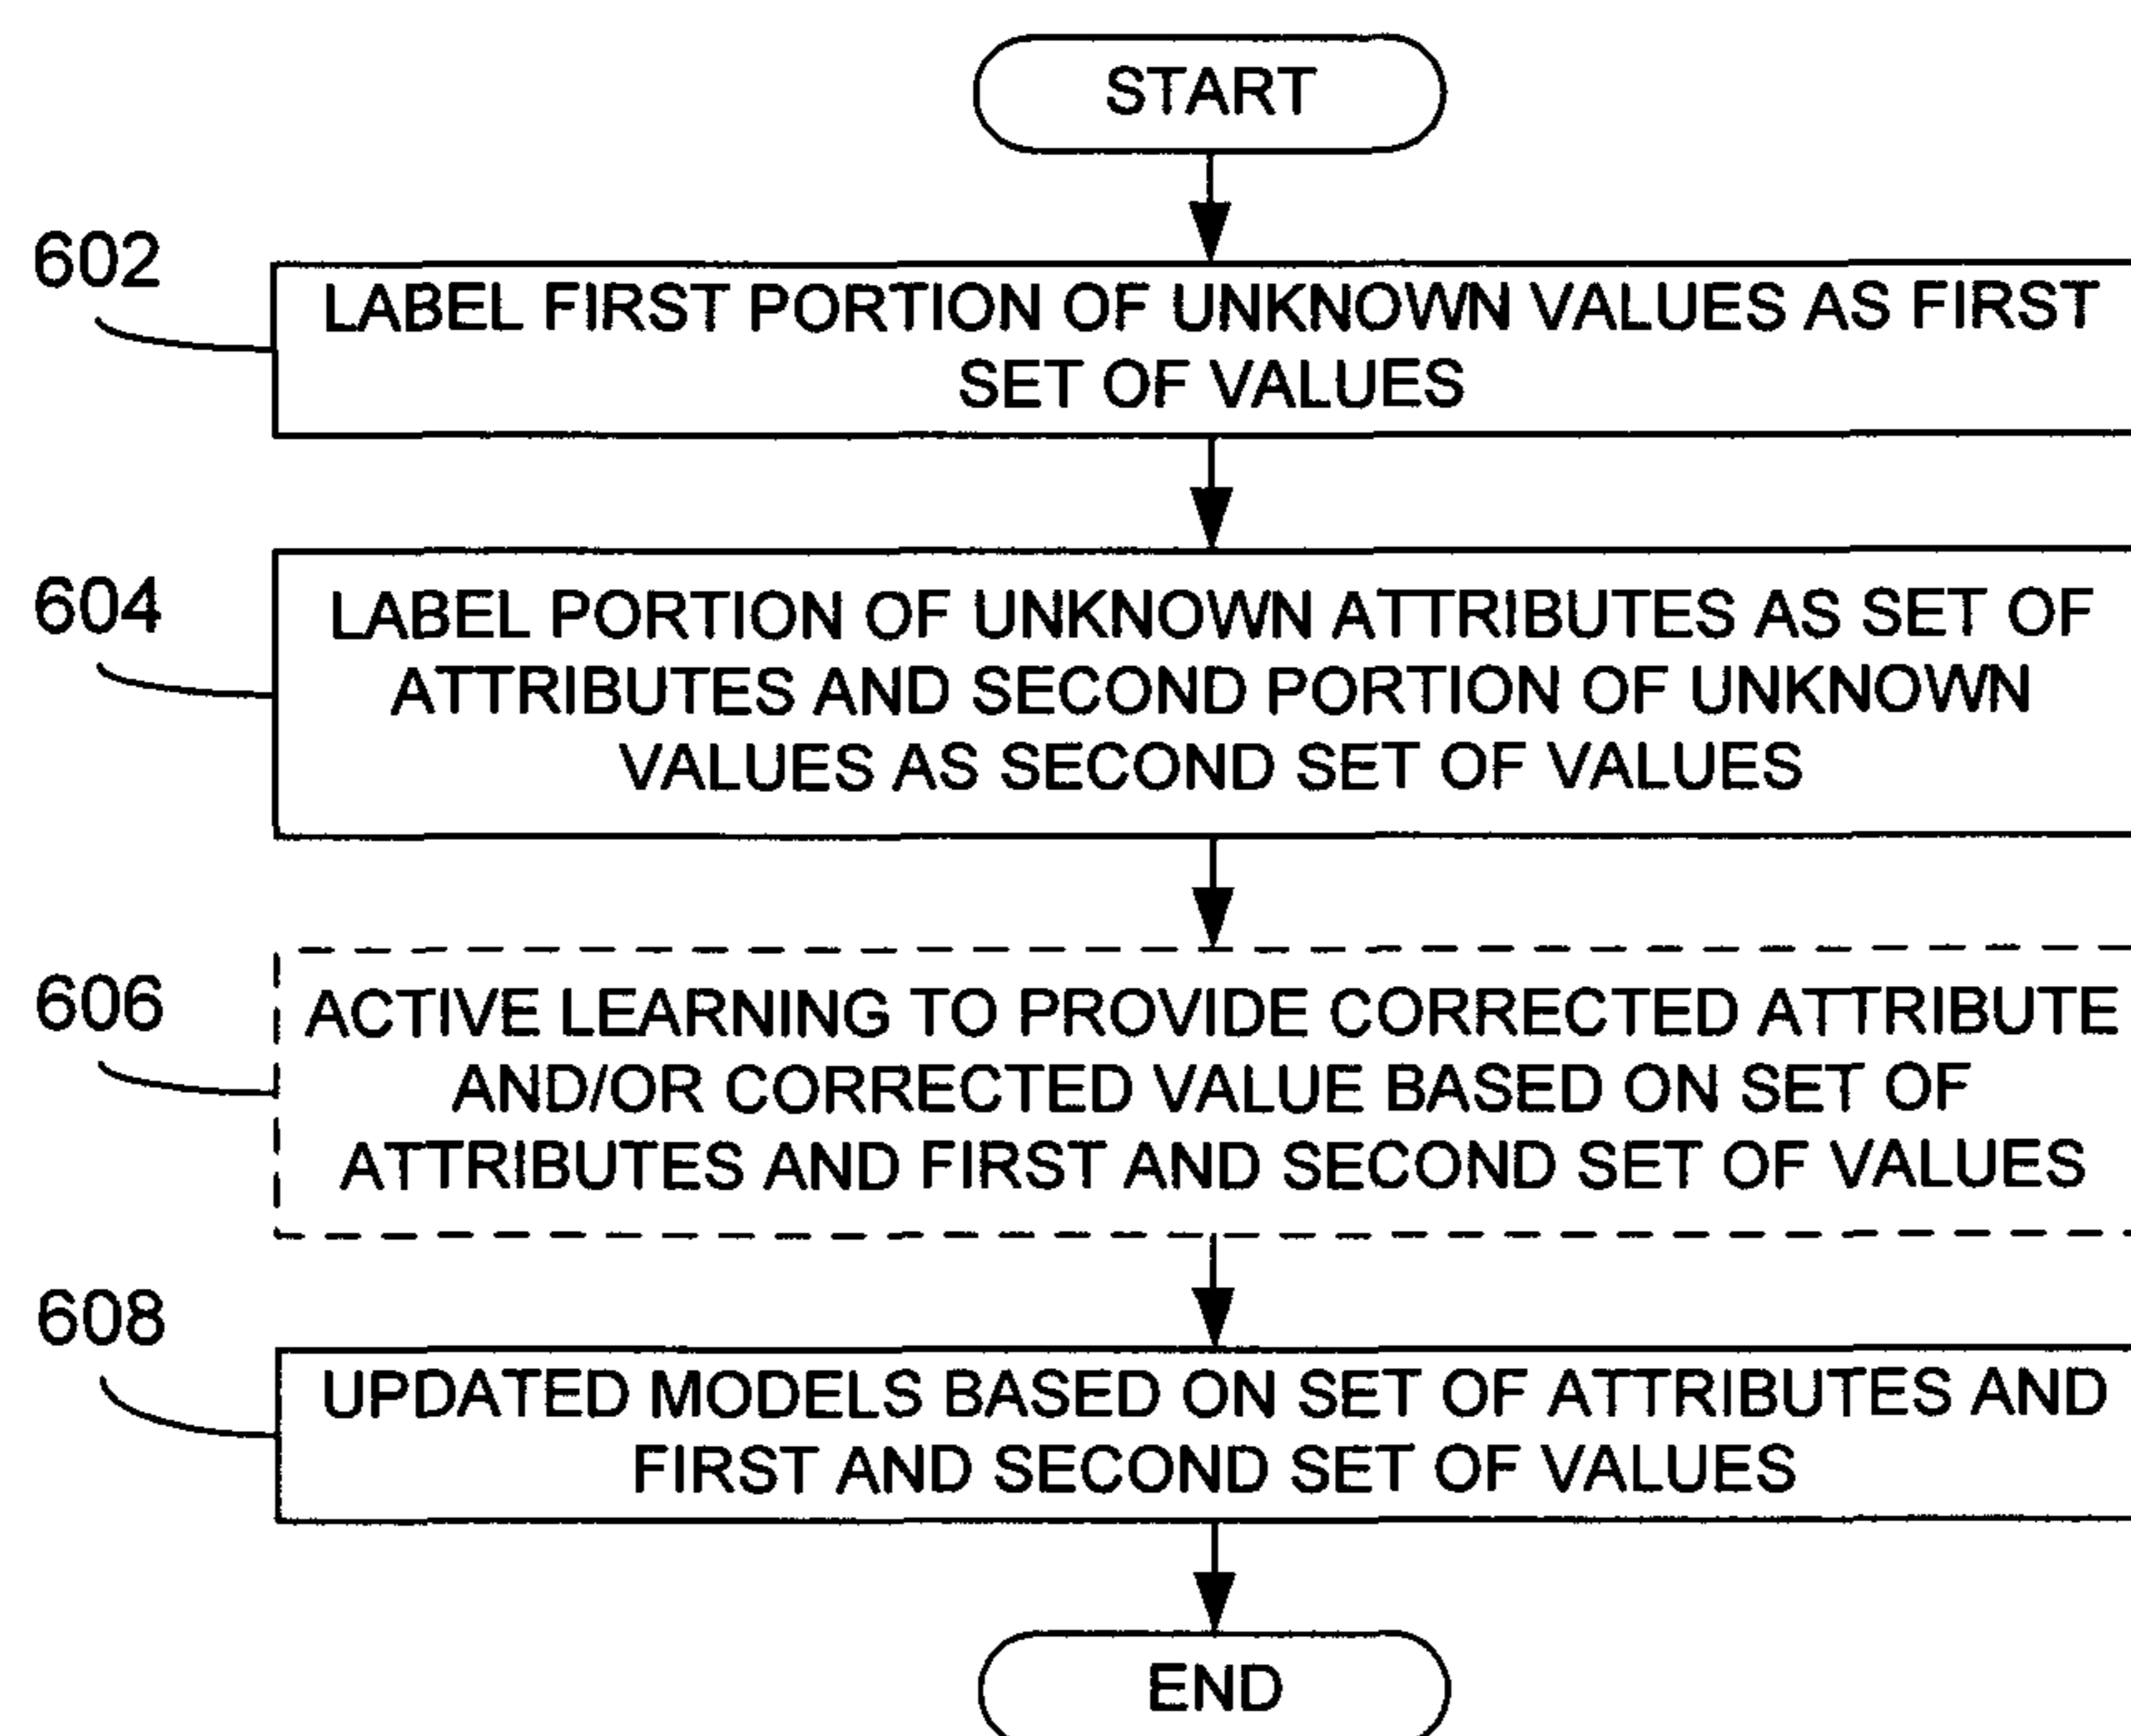 START
602
LABEL FIRST PORTION OF UNKNOWN VALUES AS FIRST
SET OF VALUES
604
LABEL PORTION OF UNKNOWN ATTRIBUTES AS SET OF
ATTRIBUTES AND SECOND PORTION OF UNKNOWN
VALUES AS SECOND SET OF VALUES
606
ACTIVE LEARNING TO PROVIDE CORRECTED ATTRIBUTE
AND/OR CORRECTED VALUE BASED ON SET OF
ATTRIBUTES AND FIRST AND SECOND SET OF VALUES
608
UPDATED MODELS BASED ON SET OF ATTRIBUTES AND
FIRST AND SECOND SET OF VALUES
END